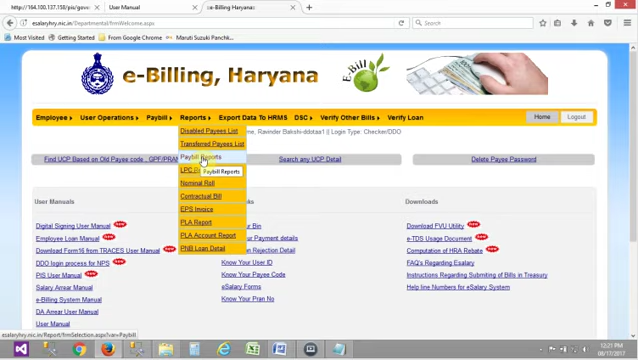 http://164.100.137.158/pis/govv
User Manual
e-Billing Haryana
esalaryhry.nic.in/Departmental/frmWelcome.aspx
Search
Most Visited
Getting Started
From Google Chrome
Maruti Suzuki Panchk...
e-Billing, Haryana
E-Bill
Employee
User Operations
Paybill
Reports
Export Data To HRMS
DSC
Verify Other Bills
Verify Loan
Home
Logout
Disabled Payees List
Ravinder Bakshi-ddotaa1 | Login Type: Checker/DDO
Transferred Payees List
Paybill Reports
Find UCP Based on Old Payee code, GPF/PRAN
Search any UCP Detail
Delete Payee Password
LPC
Paybill Reports
Nominal Roll
Contractual Bill
EPS Invoice
PLA Report
PLA Account Report
PNB Loan Detail
User Manuals
Downloads
Digital Signing User Manual
Employee Loan Manual
Download Form16 from TRACES User Manual
DDO login process for NPS
PIS User Manual
Salary Arrear Manual
e-Billing System Manual
DA Arrear User Manual
User Manual
Your Bin
Payment details
Rejection Detail
Know Your User ID
Know Your Payee Code
eSalary Forms
Know Your Pran No
Download FVU Utility
e-TDS Usage Document
Computation of HRA Rebate
FAQ's Regarding Esalary
Instructions Regarding Submiting of Bills in Treasury
Help line Numbers for eSalary System
esalaryhry.nic.in/Report/frmSelection.aspx?val=Paybill
12:21 PM
08/17/2017